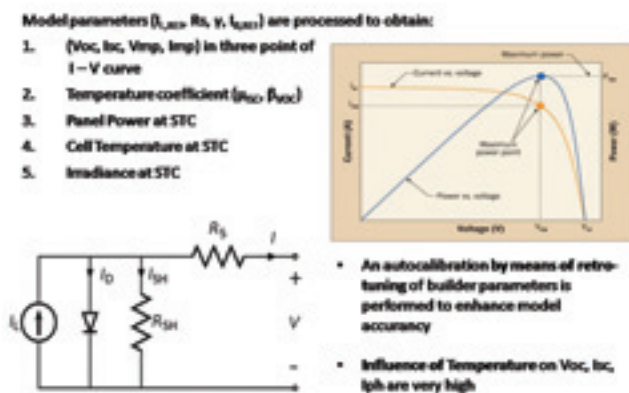 Model parameters (I L,REF, Rs, γ, I 0,REF) are processed to obtain:
1. (Voc, Isc, Vmp, Imp) in three point of
I – V curve
2. Temperature coefficient (μISC, βVOC)
3. Panel Power at STC
4. Cell Temperature at STC
5. Irradiance at STC
Maximum power
Current vs. voltage
Current (A)
Power (W)
Maximum
power point
Power vs. voltage
Voltage (V)
RS
I
ID
ISH
IL
RSH
+
V
-
• An autocalibration by means of retro-
tuning of builder parameters is
performed to enhance model
accurancy
• Influence of Temperature on Voc, Isc,
Iph are very high